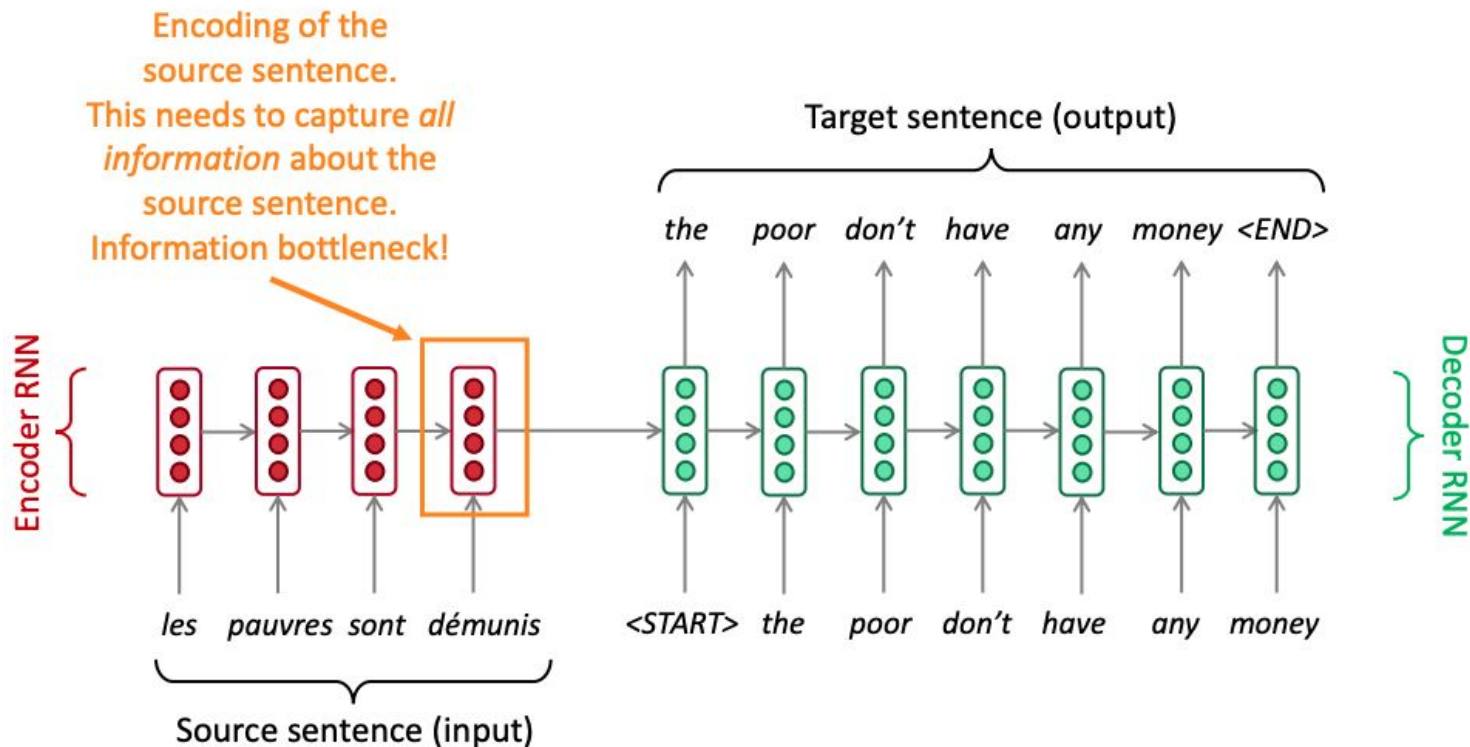 Encoding of the
source sentence.
This needs to capture all
information about the
source sentence.
Information bottleneck!
Target sentence (output)
the poor don't have any money <END>
Encoder RNN
Decoder RNN
les pauvres sont démunis
<START> the poor don't have any money
Source sentence (input)